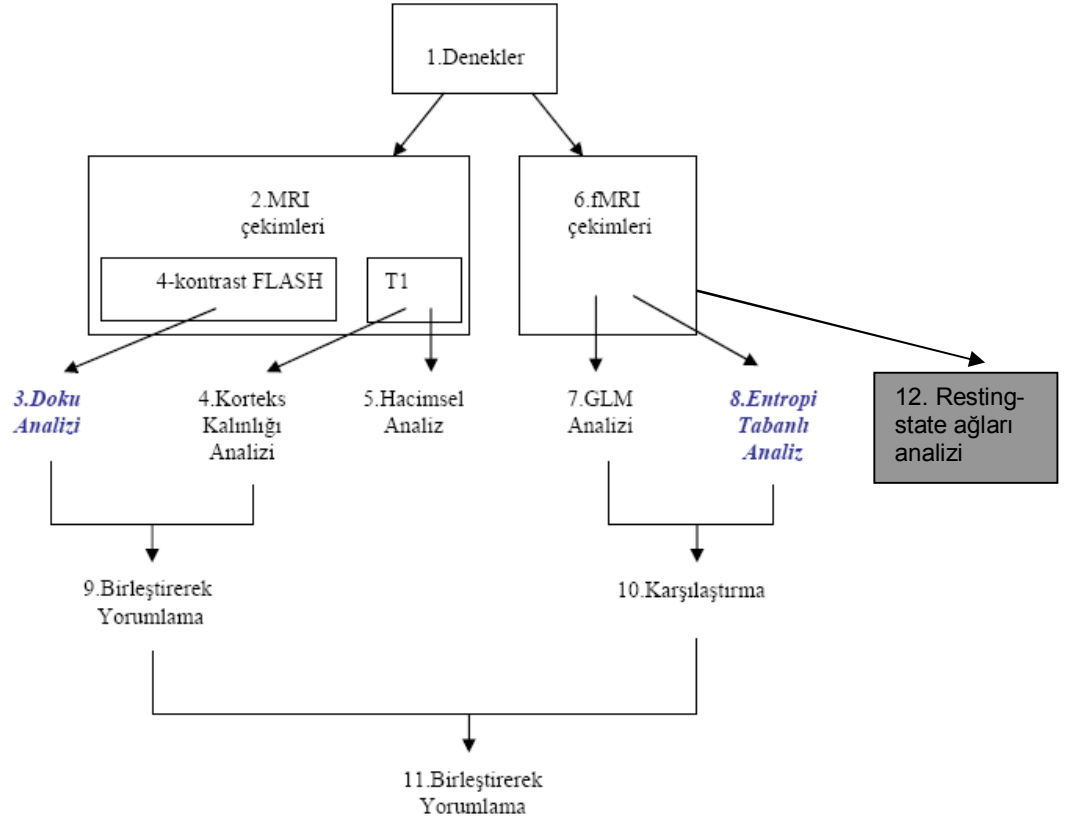 1.Denekler
2.MRI
çekimleri
4-kontrast FLASH
T1
6.fMRI
çekimleri
3.Doku
Analizi
4.Korteks
Kalınlığı
Analizi
5.Hacimsel
Analiz
7.GLM
Analizi
8.Entropi
Tabanlı
Analiz
12. Resting-
state ağları
analizi
9.Birleştirerek
Yorumlama
10.Karşılaştırma
11.Birleştirerek
Yorumlama